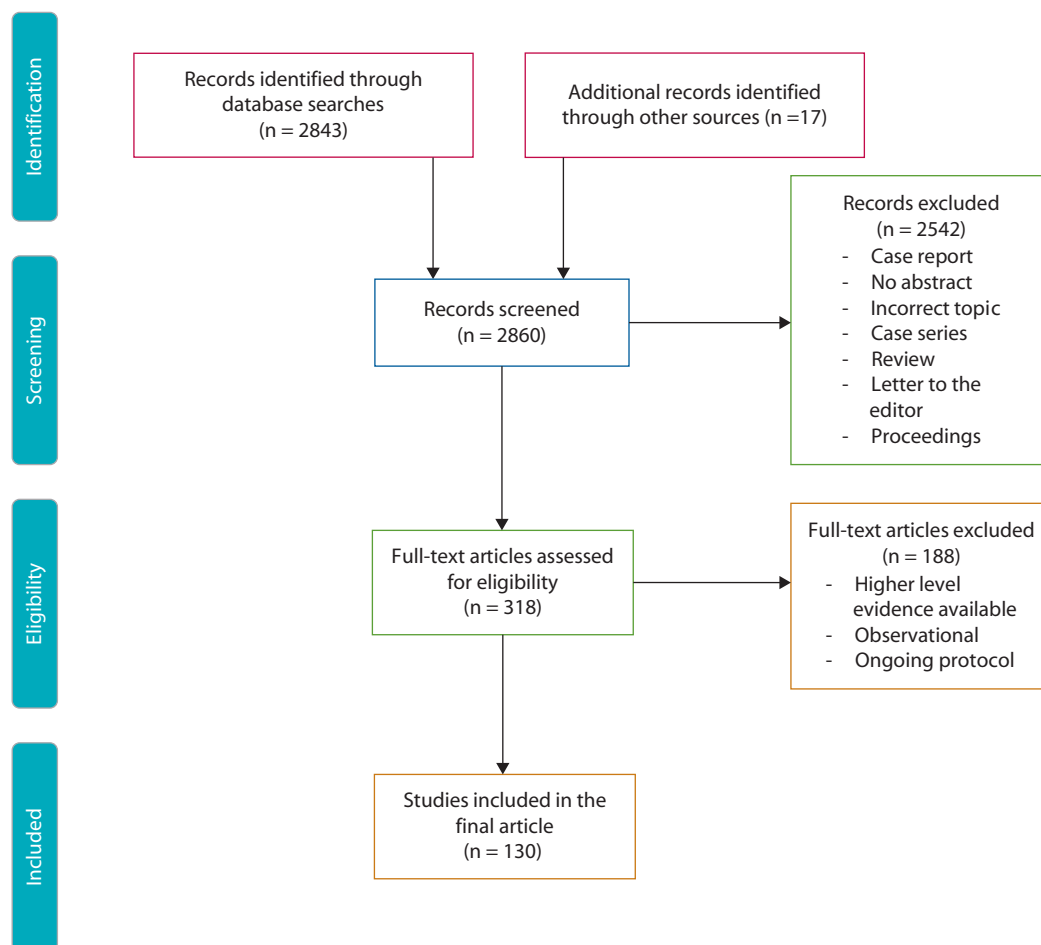 Identification
Records identified through
database searches
(n = 2843)
Additional records identified
through other sources (n =17)
Records excluded
(n = 2542)
- Case report
- No abstract
- Incorrect topic
- Case series
- Review
- Letter to the
editor
- Proceedings
Screening
Records screened
(n = 2860)
Eligibility
Full-text articles assessed
for eligibility
(n = 318)
Full-text articles excluded
(n = 188)
- Higher level
evidence available
- Observational
- Ongoing protocol
Included
Studies included in the
final article
(n = 130)